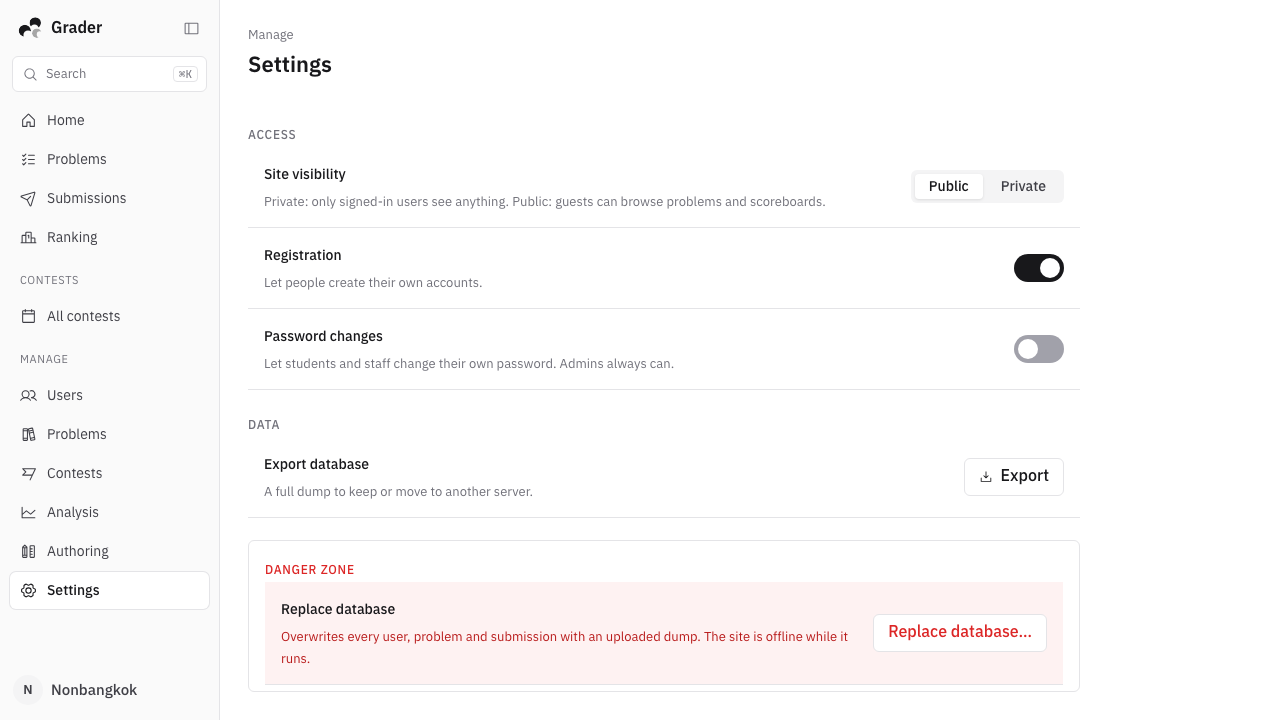 Grader
Search ⌘K
Home
Problems
Submissions
Ranking
CONTESTS
All contests
MANAGE
Users
Problems
Contests
Analysis
Authoring
Settings
N Nonbangkok
Manage
Settings
ACCESS
Site visibility
Private: only signed-in users see anything. Public: guests can browse problems and scoreboards.
Public Private
Registration
Let people create their own accounts.
Password changes
Let students and staff change their own password. Admins always can.
DATA
Export database
A full dump to keep or move to another server.
Export
DANGER ZONE
Replace database
Overwrites every user, problem and submission with an uploaded dump. The site is offline while it
runs.
Replace database...